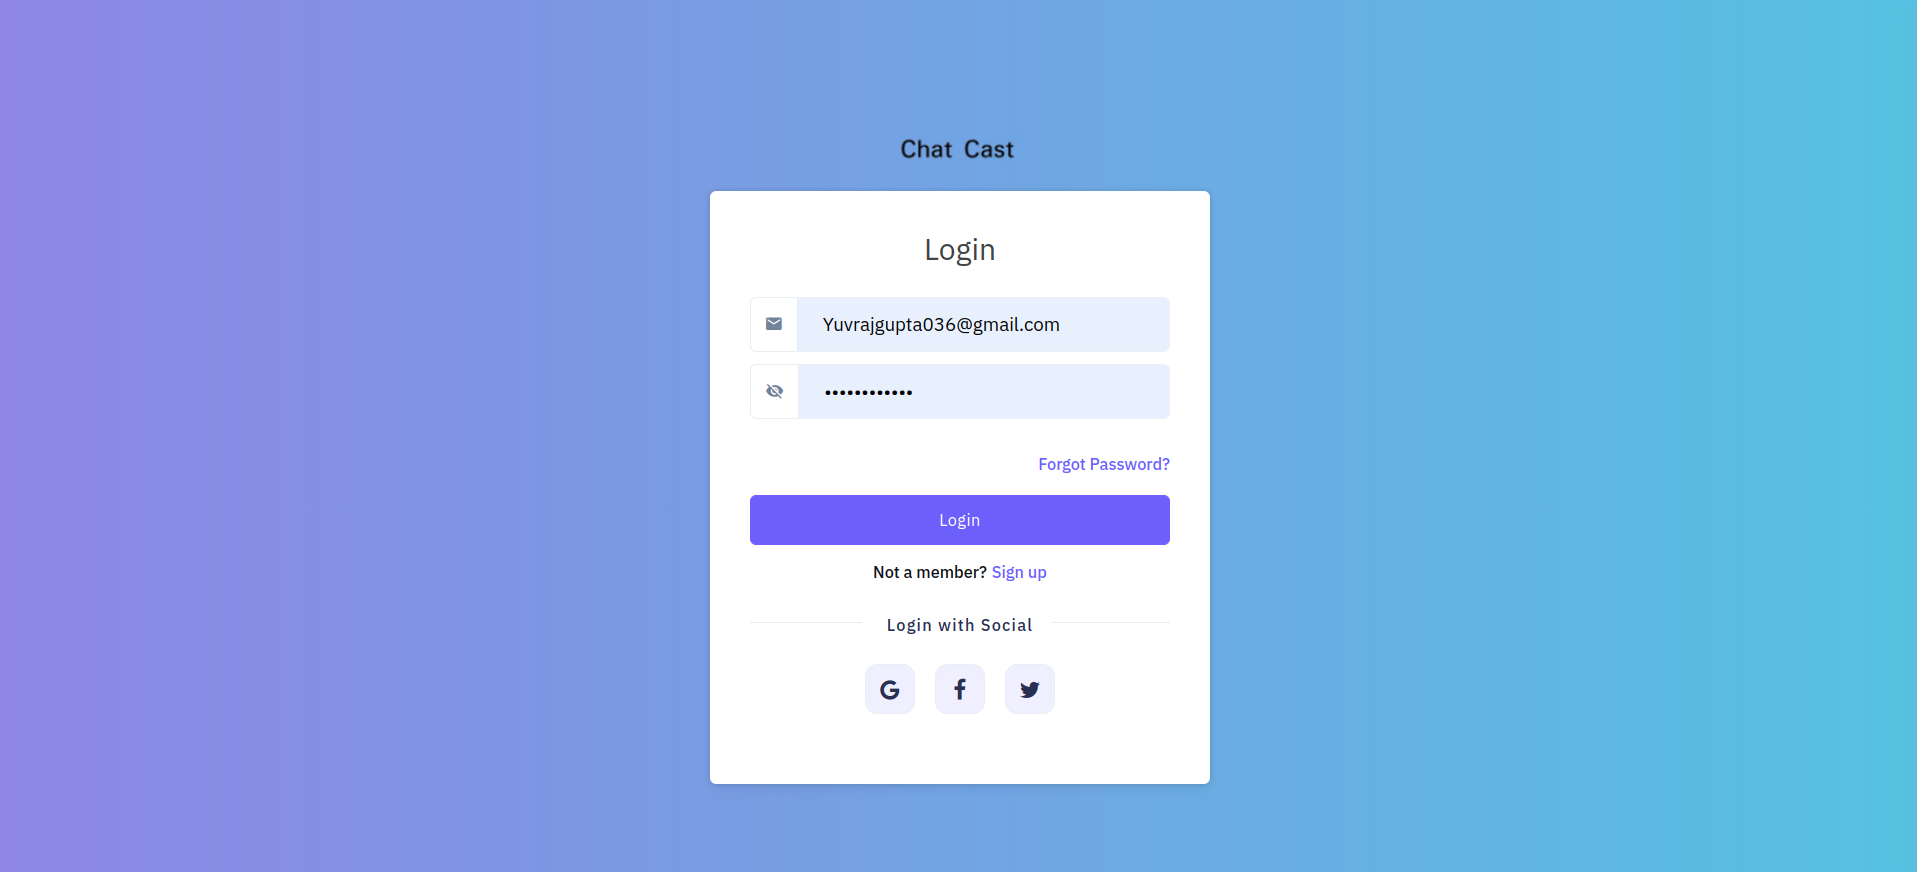 Chat Cast
Login
Yuvrajgupta036@gmail.com
••••••••••••
Forgot Password?
Login
Not a member? Sign up
Login with Social